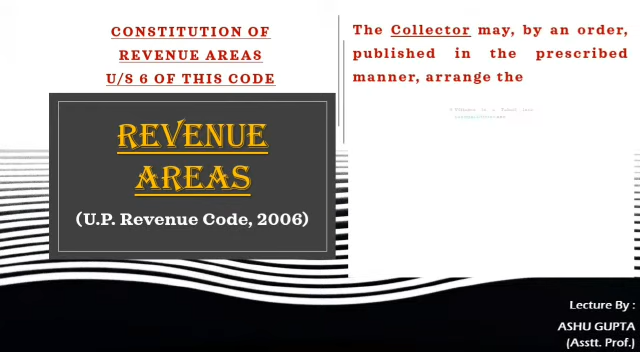 CONSTITUTION OF
REVENUE AREAS
U/S 6 OF THIS CODE
REVENUE
AREAS
(U.P. Revenue Code, 2006)
The Collector may, by an order,
published in the prescribed
manner, arrange the
Lecture By :
ASHU GUPTA
(Asstt. Prof.)